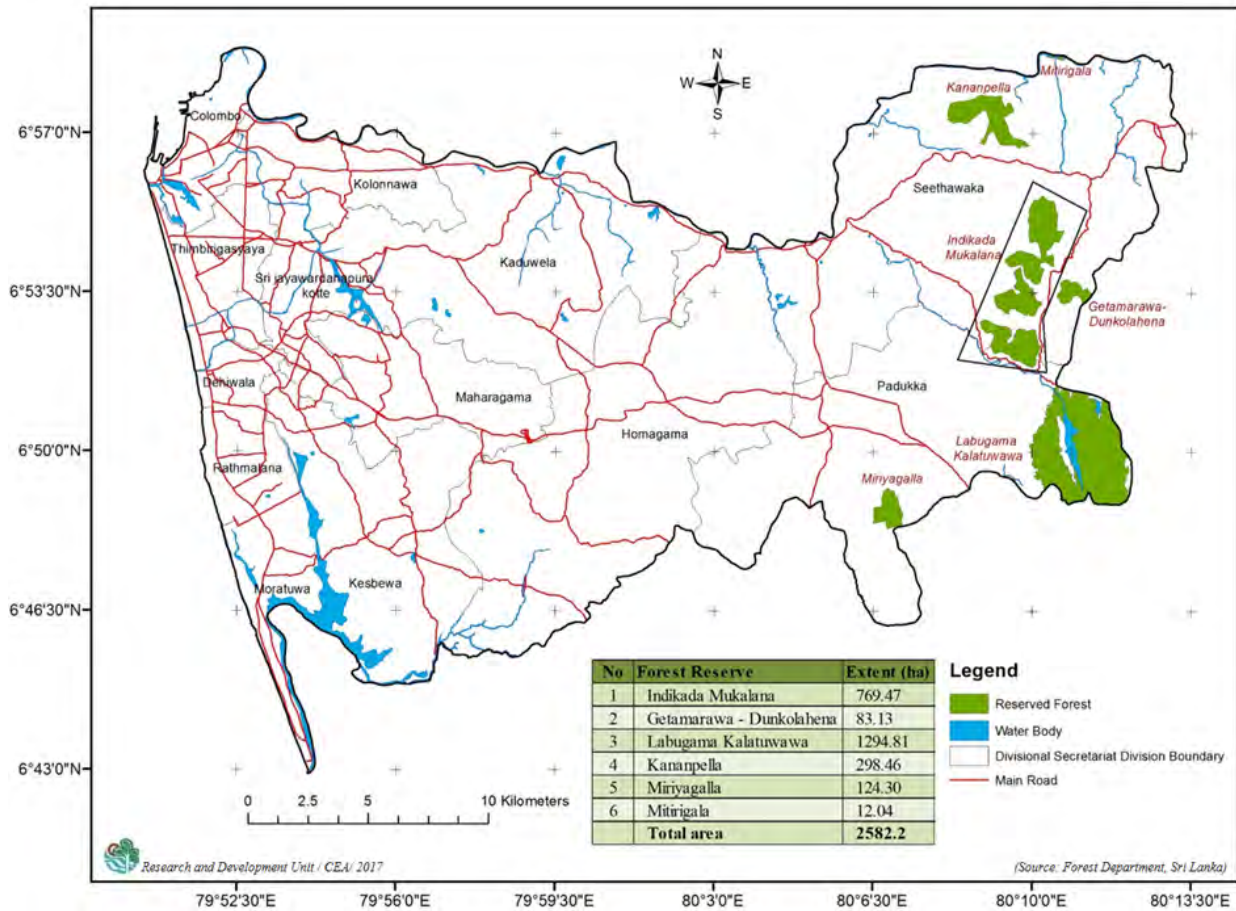 N
W E
S
Mitirigala
Kananpella
Colombo
6°57'0"N
Kolonnawa
Seethawaka
Thimbirigasyaya
Indikada
Mukalana
Kaduwela
Sri jayawardanapura
kotte
6°53'30"N
Getamarawa-
Dunkolahena
Dehiwala
Padukka
Maharagama
Homagama
6°50'0"N
Labugama
Kalatuwawa
Rathmalana
Miriyagalla
Moratuwa
Kesbewa
6°46'30"N
No Forest Reserve Extent (ha)
1 Indikada Mukalana 769.47
2 Getamarawa - Dunkolahena 83.13
3 Labugama Kalatuwawa 1294.81
4 Kananpella 298.46
5 Miriyagalla 124.30
6 Mitirigala 12.04
Total area 2582.2
Legend
Reserved Forest
Water Body
Divisional Secretariat Division Boundary
Main Road
6°43'0"N
0 2.5 5 10 Kilometers
Research and Development Unit / CEA/ 2017
(Source: Forest Department, Sri Lanka)
79°52'30"E 79°56'0"E 79°59'30"E 80°3'0"E 80°6'30"E 80°10'0"E 80°13'30"E